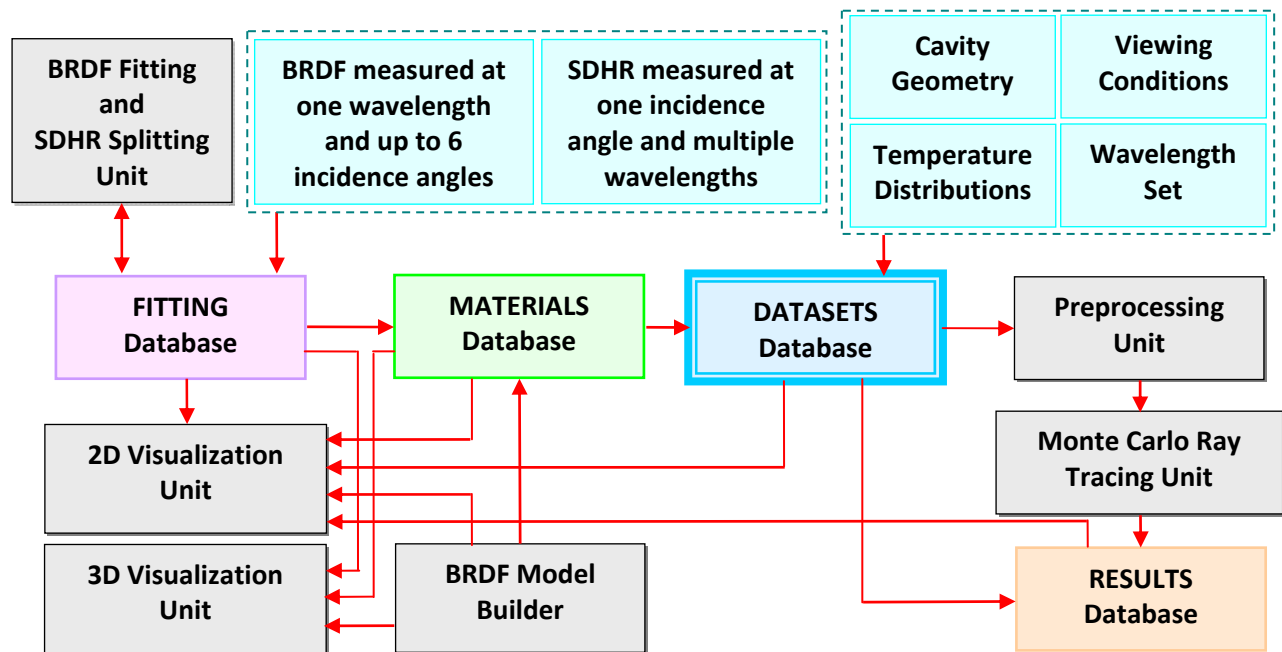 BRDF Fitting
and
SDHR Splitting
Unit
BRDF measured at
one wavelength
and up to 6
incidence angles
SDHR measured at
one incidence
angle and multiple
wavelengths
Cavity
Geometry
Viewing
Conditions
Temperature
Distributions
Wavelength
Set
FITTING
Database
MATERIALS
Database
DATASETS
Database
Preprocessing
Unit
2D Visualization
Unit
Monte Carlo Ray
Tracing Unit
3D Visualization
Unit
BRDF Model
Builder
RESULTS
Database